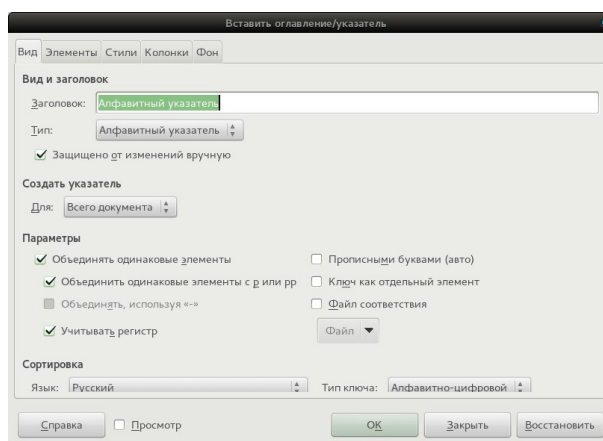 Вставить оглавление/указатель
Вид Элементы Стили Колонки Фон
Вид и заголовок
Заголовок: Алфавитный указатель
Тип: Алфавитный указатель
Защищено от изменений вручную
Создать указатель
Для: Всего документа
Параметры
Объединять одинаковые элементы Прописными буквами (авто)
Объединить одинаковые элементы с p или pp Ключ как отдельный элемент
Объединять, используя «-» Файл соответствия
Учитывать регистр Файл
Сортировка
Язык: Русский Тип ключа: Алфавитно-цифровой
Справка Просмотр OK Закрыть Восстановить